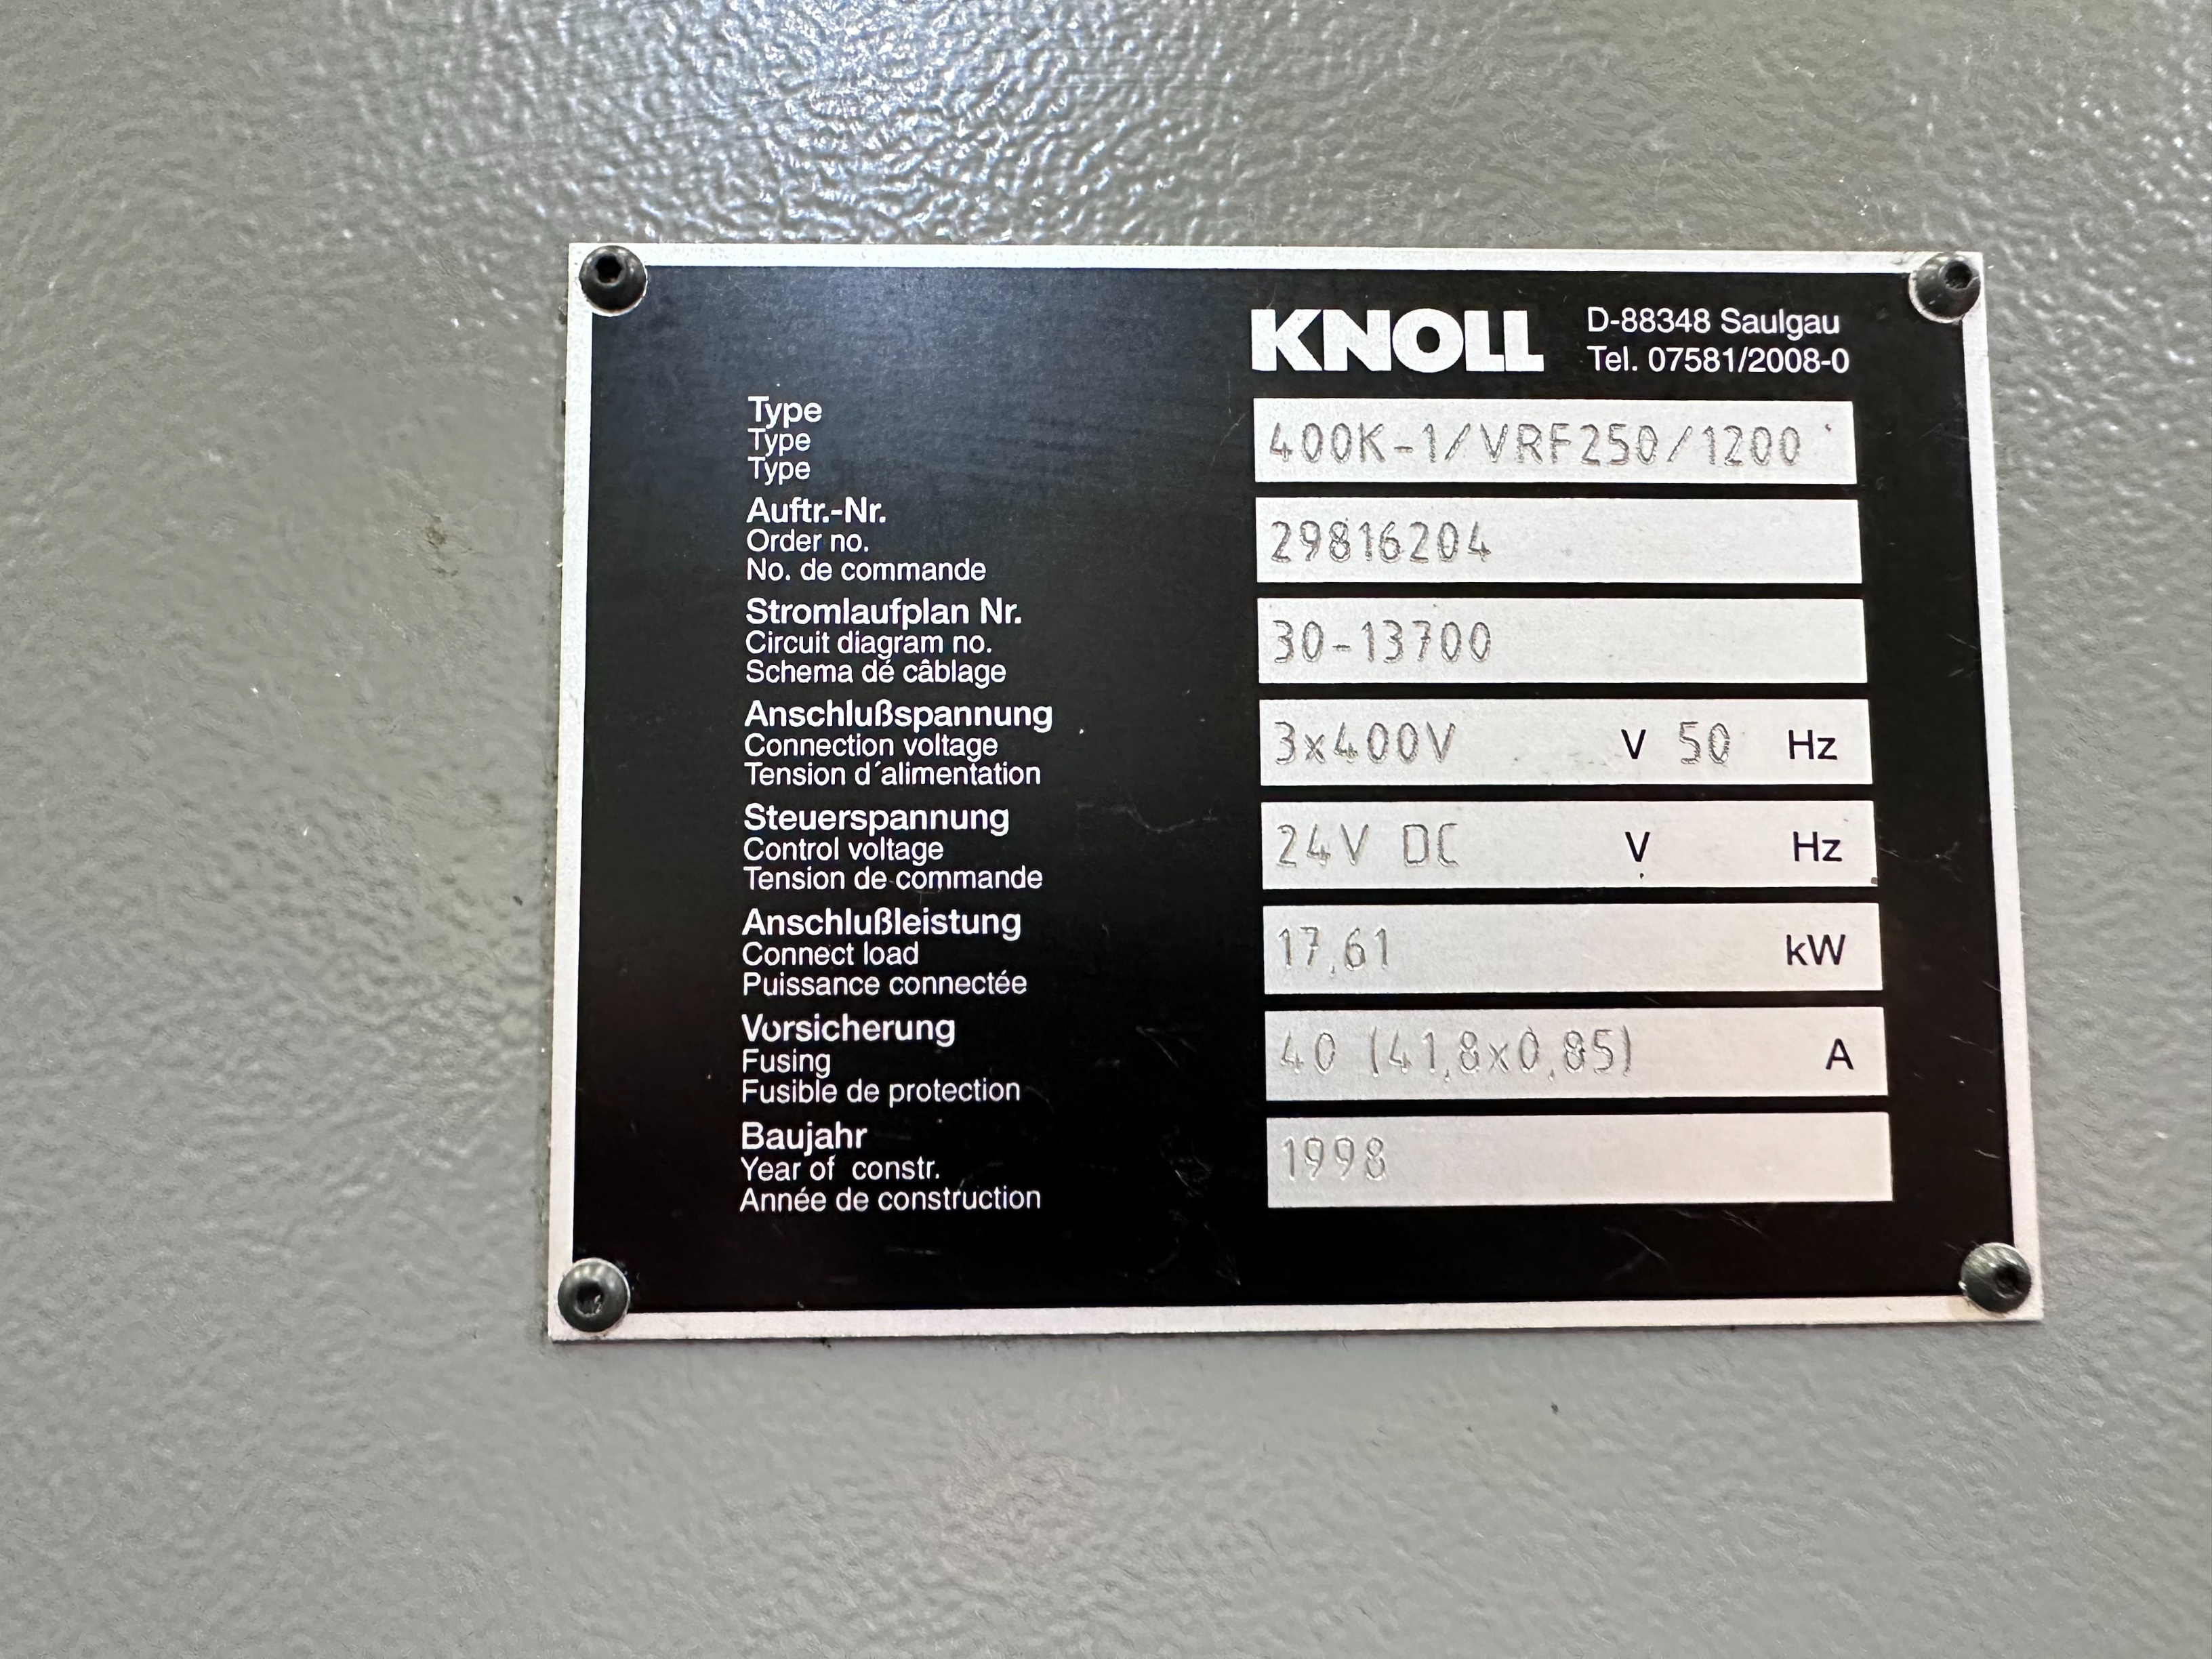 KNOLL D-88348 Saulgau
Tel. 07581/2008-0
Type
Type
Type
400K-1/VRF250/1200
Auftr.-Nr.
Order no.
No. de commande
29816204
Stromlaufplan Nr.
Circuit diagram no.
Schema dé câblage
30-13700
Anschlußspannung
Connection voltage
Tension d´alimentation
3x400V V 50 Hz
Steuerspannung
Control voltage
Tension de commande
24V DC V Hz
Anschlußleistung
Connect load
Puissance connectée
17,61 kW
Vorsicherung
Fusing
Fusible de protection
40 (41,8x0,85) A
Baujahr
Year of constr.
Année de construction
1998